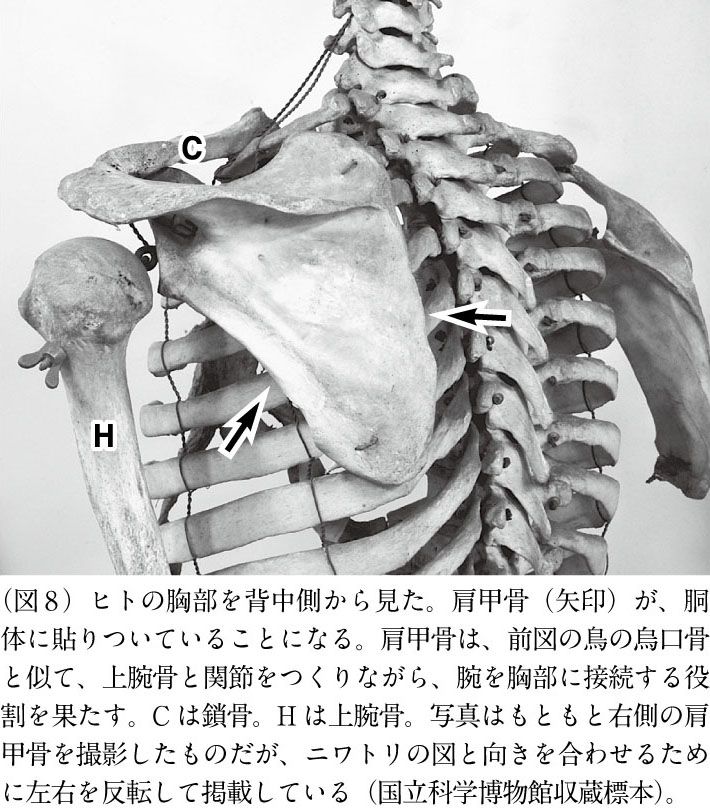 C
H
（図８）ヒトの胸部を背中側から見た。肩甲骨（矢印）が、胴
体に貼りついていることになる。肩甲骨は、前図の鳥の烏口骨
と似て、上腕骨と関節をつくりながら、腕を胸部に接続する役
割を果たす。Ｃは鎖骨。Ｈは上腕骨。写真はもともと右側の肩
甲骨を撮影したものだが、ニワトリの図と向きを合わせるため
に左右を反転して掲載している（国立科学博物館収蔵標本）。